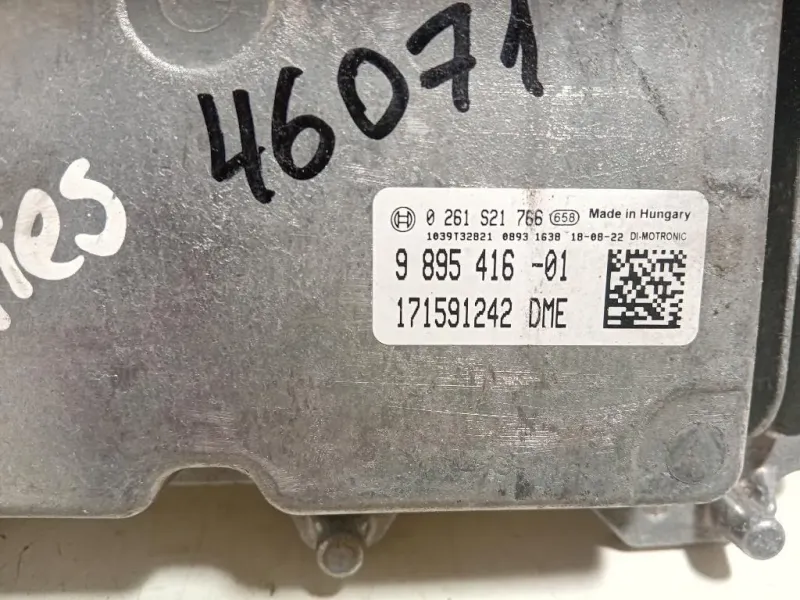 46071
ies
0 261 S21 766 658 Made in Hungary
1039T32821 0893 1638 18-08-22 DI-MOTRONIC
9 895 416 -01
171591242 DME